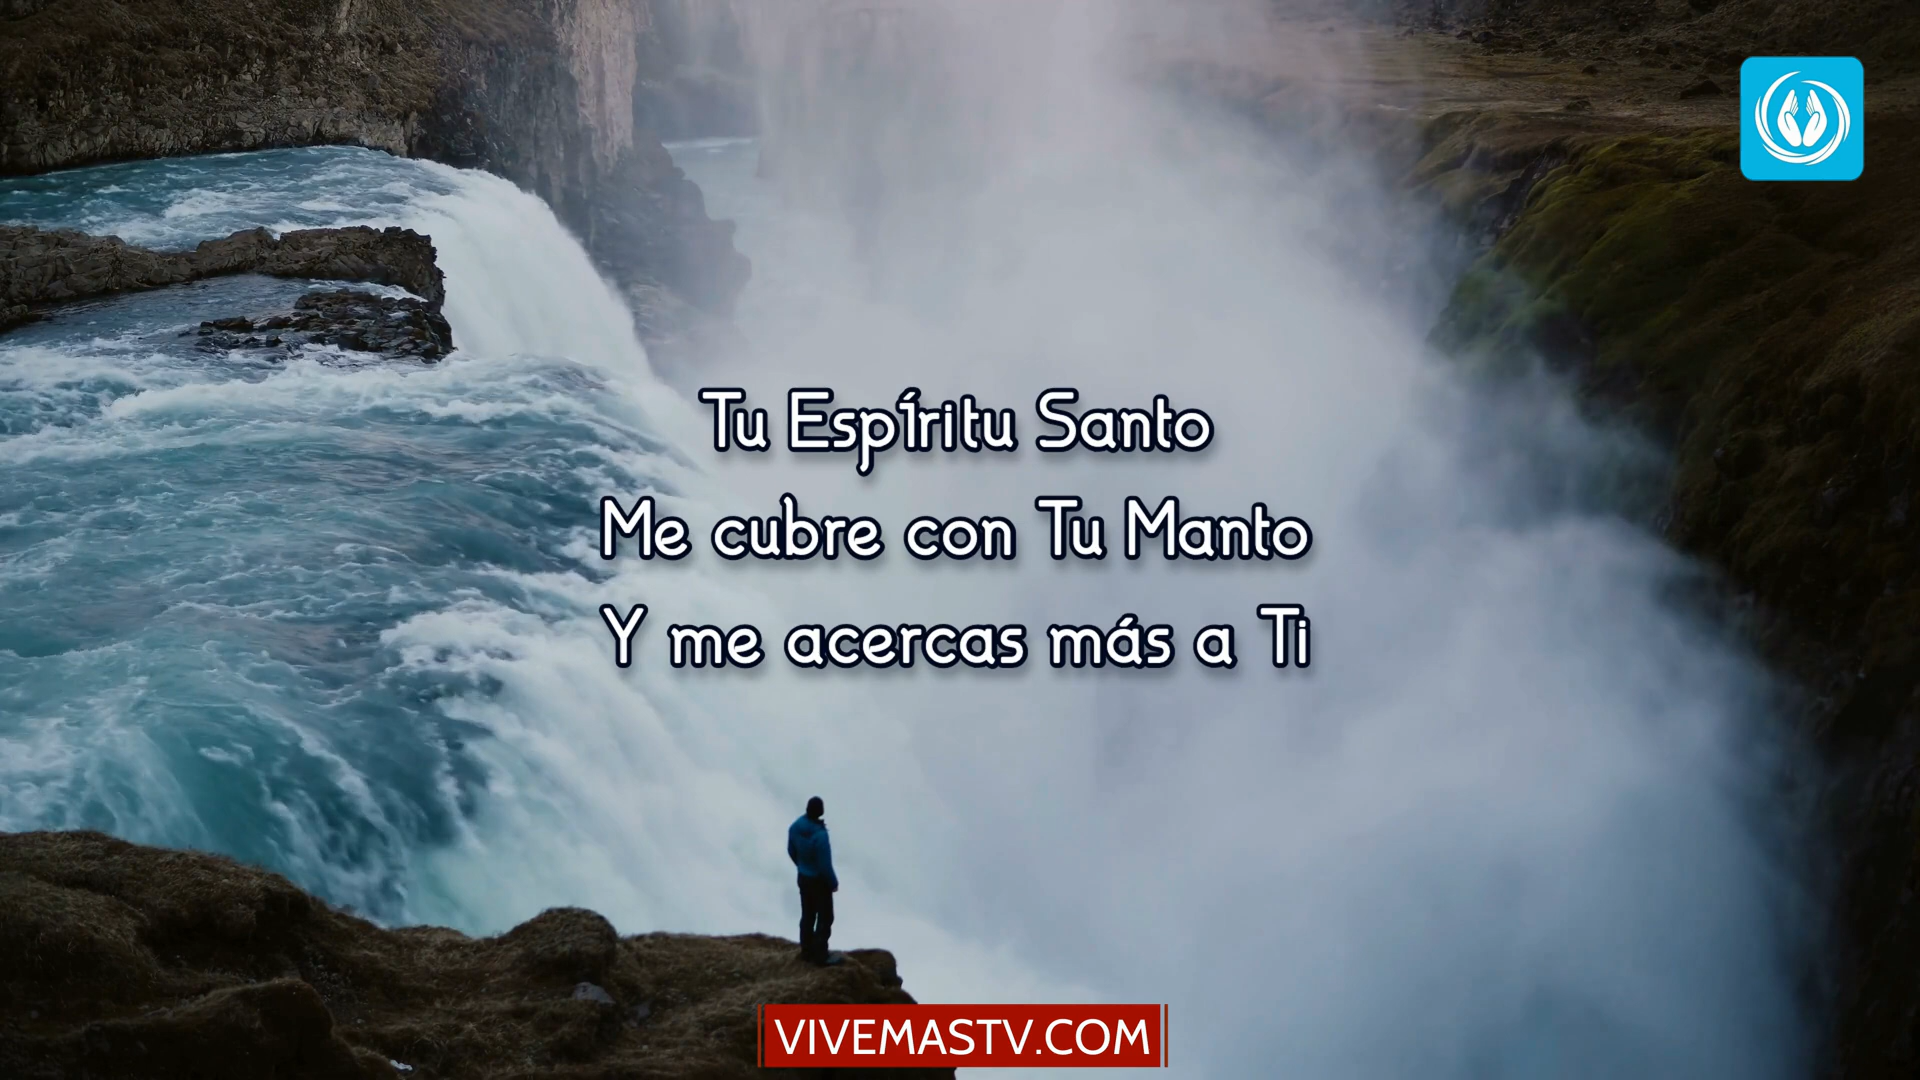 Tu Espíritu Santo
Me cubre con Tu Manto
Y me acercas más a Ti
VIVEMASTV.COM